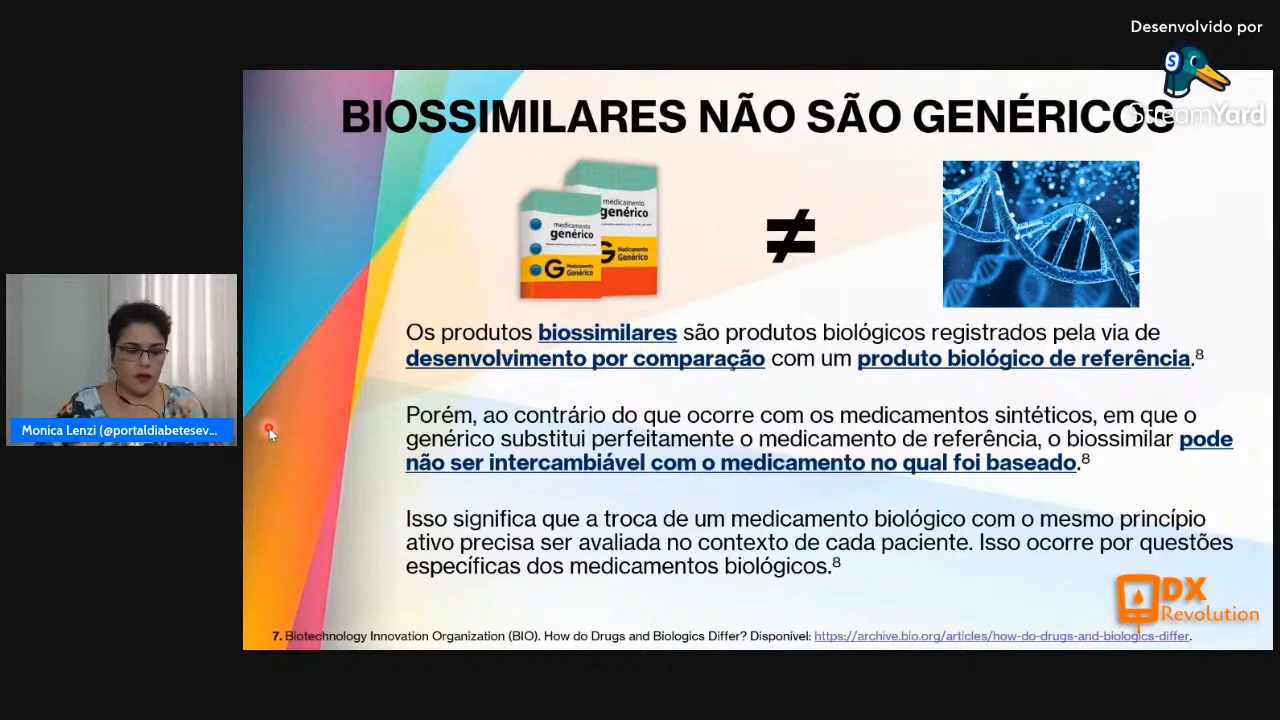 Desenvolvido por
StreamYard
BIOSSIMILARES NÃO SÃO GENÉRICOS
medicamento
genérico
Medicamento
Genérico
medicamento
genérico
G Medicamento
Genérico
≠
Os produtos biossimilares são produtos biológicos registrados pela via de
desenvolvimento por comparação com um produto biológico de referência.⁸
Porém, ao contrário do que ocorre com os medicamentos sintéticos, em que o
genérico substitui perfeitamente o medicamento de referência, o biossimilar pode
não ser intercambiável com o medicamento no qual foi baseado.⁸
Isso significa que a troca de um medicamento biológico com o mesmo princípio
ativo precisa ser avaliada no contexto de cada paciente. Isso ocorre por questões
específicas dos medicamentos biológicos.⁸
Monica Lenzi (@portaldiabetesev...
DX
Revolution
7. Biotechnology Innovation Organization (BIO). How do Drugs and Biologics Differ? Disponível: https://archive.bio.org/articles/how-do-drugs-and-biologics-differ.